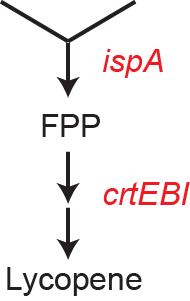 ispA
FPP
crtEBI
Lycopene